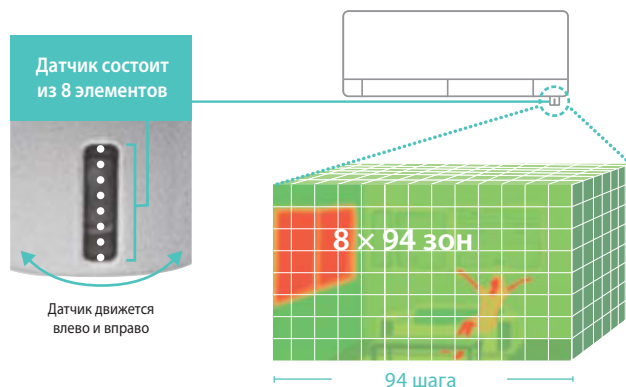 Датчик состоит
из 8 элементов
8 × 94 зон
Датчик движется
влево и вправо
94 шага